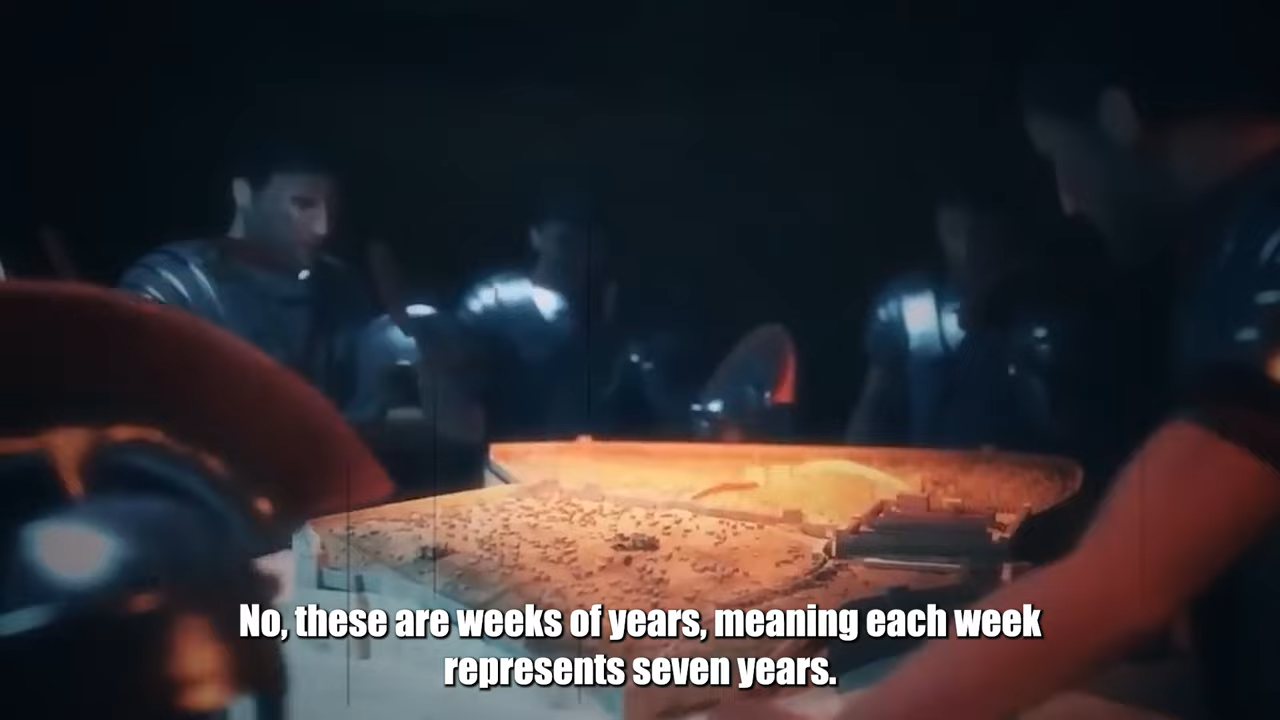 No, these are weeks of years, meaning each week
represents seven years.